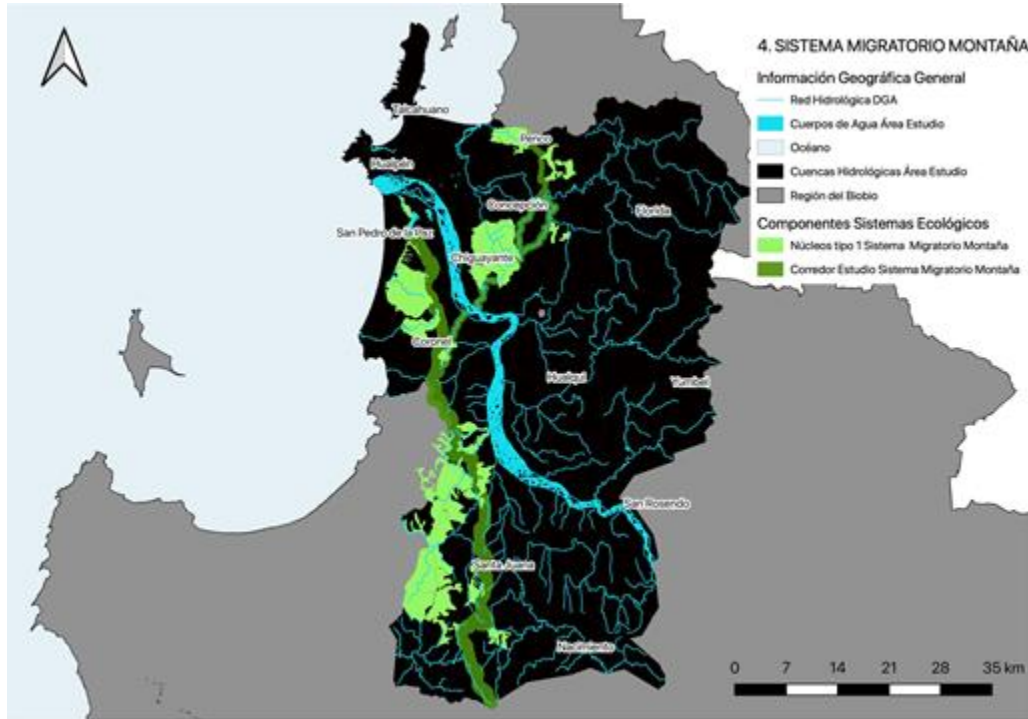 4. SISTEMA MIGRATORIO MONTAÑA
Información Geográfica General
Red Hidrológica DGA
Cuerpos de Agua Área Estudio
Océano
Cuencas Hidrológicas Área Estudio
Región del Biobio
Componentes Sistemas Ecológicos
Núcleos tipo 1 Sistema Migratorio Montaña
Corredor Estudio Sistema Migratorio Montaña
Talcahuano
Penco
Hualpén
Concepción
Florida
San Pedro de la Paz
Chiguayante
Coronel
Hualqui
Yumbel
San Rosendo
Santa Juana
Nacimiento
0 7 14 21 28 35 km